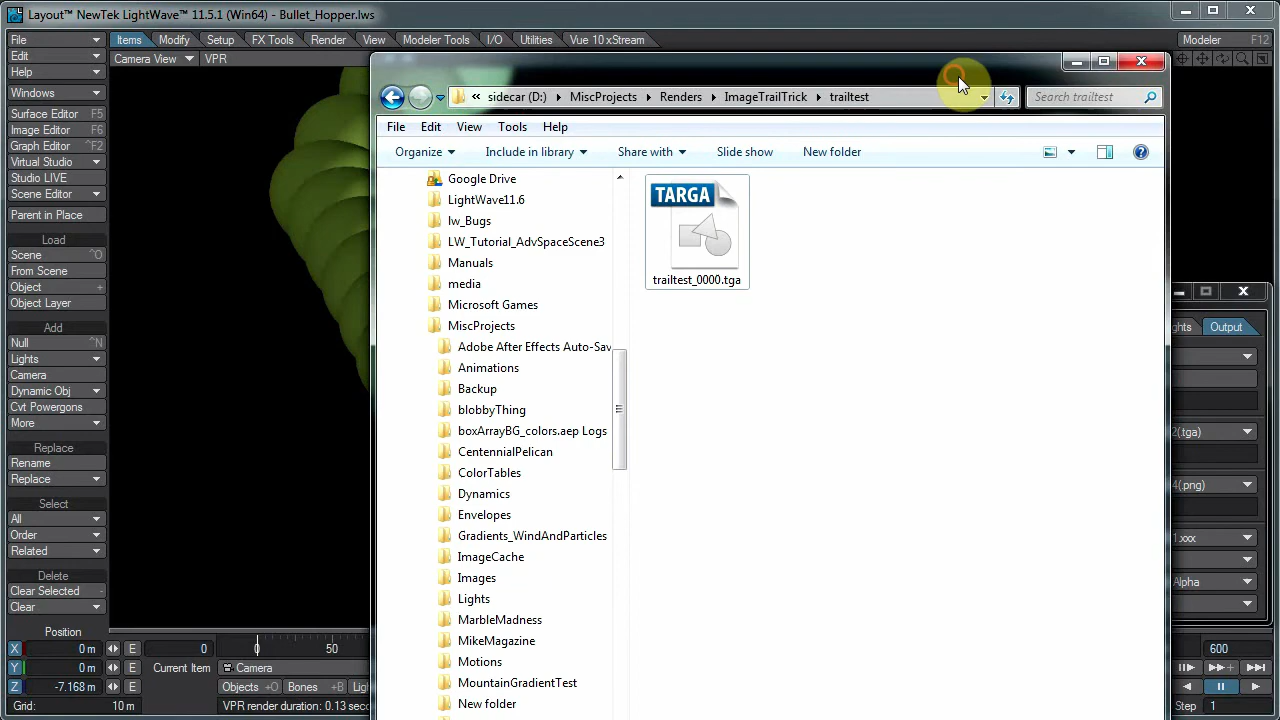 Layout™ NewTek LightWave™ 11.5.1 (Win64) - Bullet_Hopper.lws
File Items Modify Setup FX Tools Render View Modeler Tools I/O Utilities Vue 10 xStream Modeler F12
Edit Camera View VPR
Help
Windows
Surface Editor F5
Image Editor F6
Graph Editor ^F2
Virtual Studio
Studio LIVE
Scene Editor
Parent in Place
Load
Scene ^O
From Scene
Object +
Object Layer
Add
Null ^N
Lights
Camera
Dynamic Obj
Cvt Powergons
More
Replace
Rename
Replace
Select
All
Order
Related
Delete
Clear Selected -
Clear
Position
X 0 m E
Y 0 m E
Z -7.168 m E
Grid: 10 m
« sidecar (D:) MiscProjects Renders ImageTrailTrick trailtest Search trailtest
File Edit View Tools Help
Organize Include in library Share with Slide show New folder
Google Drive
LightWave11.6
lw_Bugs
LW_Tutorial_AdvSpaceScene3
Manuals
media
Microsoft Games
MiscProjects
Adobe After Effects Auto-Sav
Animations
Backup
blobbyThing
boxArrayBG_colors.aep Logs
CentennialPelican
ColorTables
Dynamics
Envelopes
Gradients_WindAndParticles
ImageCache
Images
Lights
MarbleMadness
MikeMagazine
Motions
MountainGradientTest
New folder
TARGA
trailtest_0000.tga
ghts Output
2(.tga)
4(.png)
1.xxx
Alpha
0 0 50
Current Item Camera
Objects +O Bones +B Lig
VPR render duration: 0.13 sec
600
Step 1